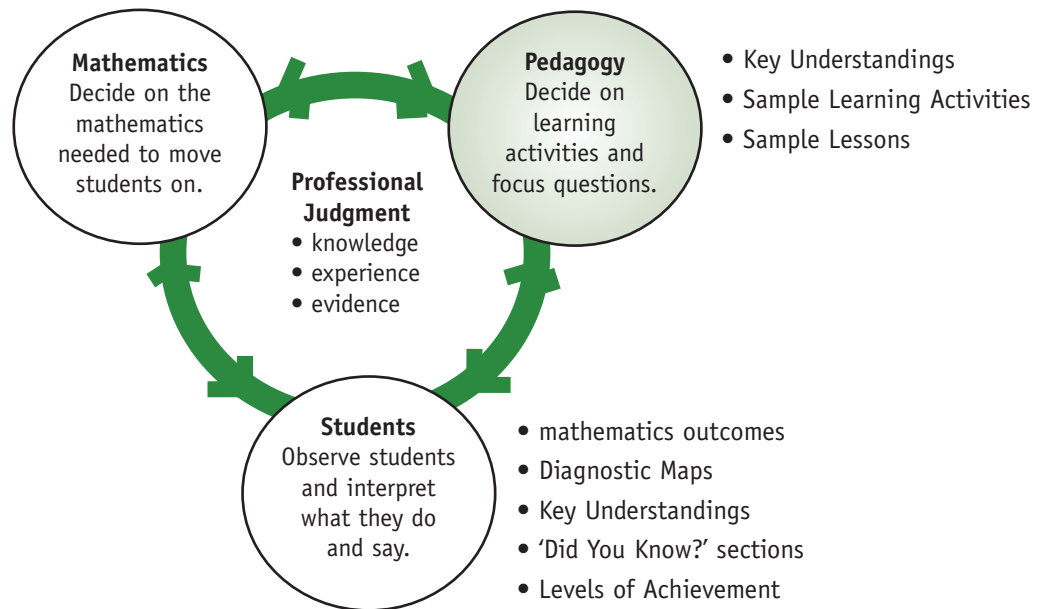 Mathematics
Decide on the
mathematics
needed to move
students on.
Pedagogy
Decide on
learning
activities and
focus questions.
• Key Understandings
• Sample Learning Activities
• Sample Lessons
Professional
Judgment
• knowledge
• experience
• evidence
Students
Observe students
and interpret
what they do
and say.
• mathematics outcomes
• Diagnostic Maps
• Key Understandings
• ‘Did You Know?’ sections
• Levels of Achievement